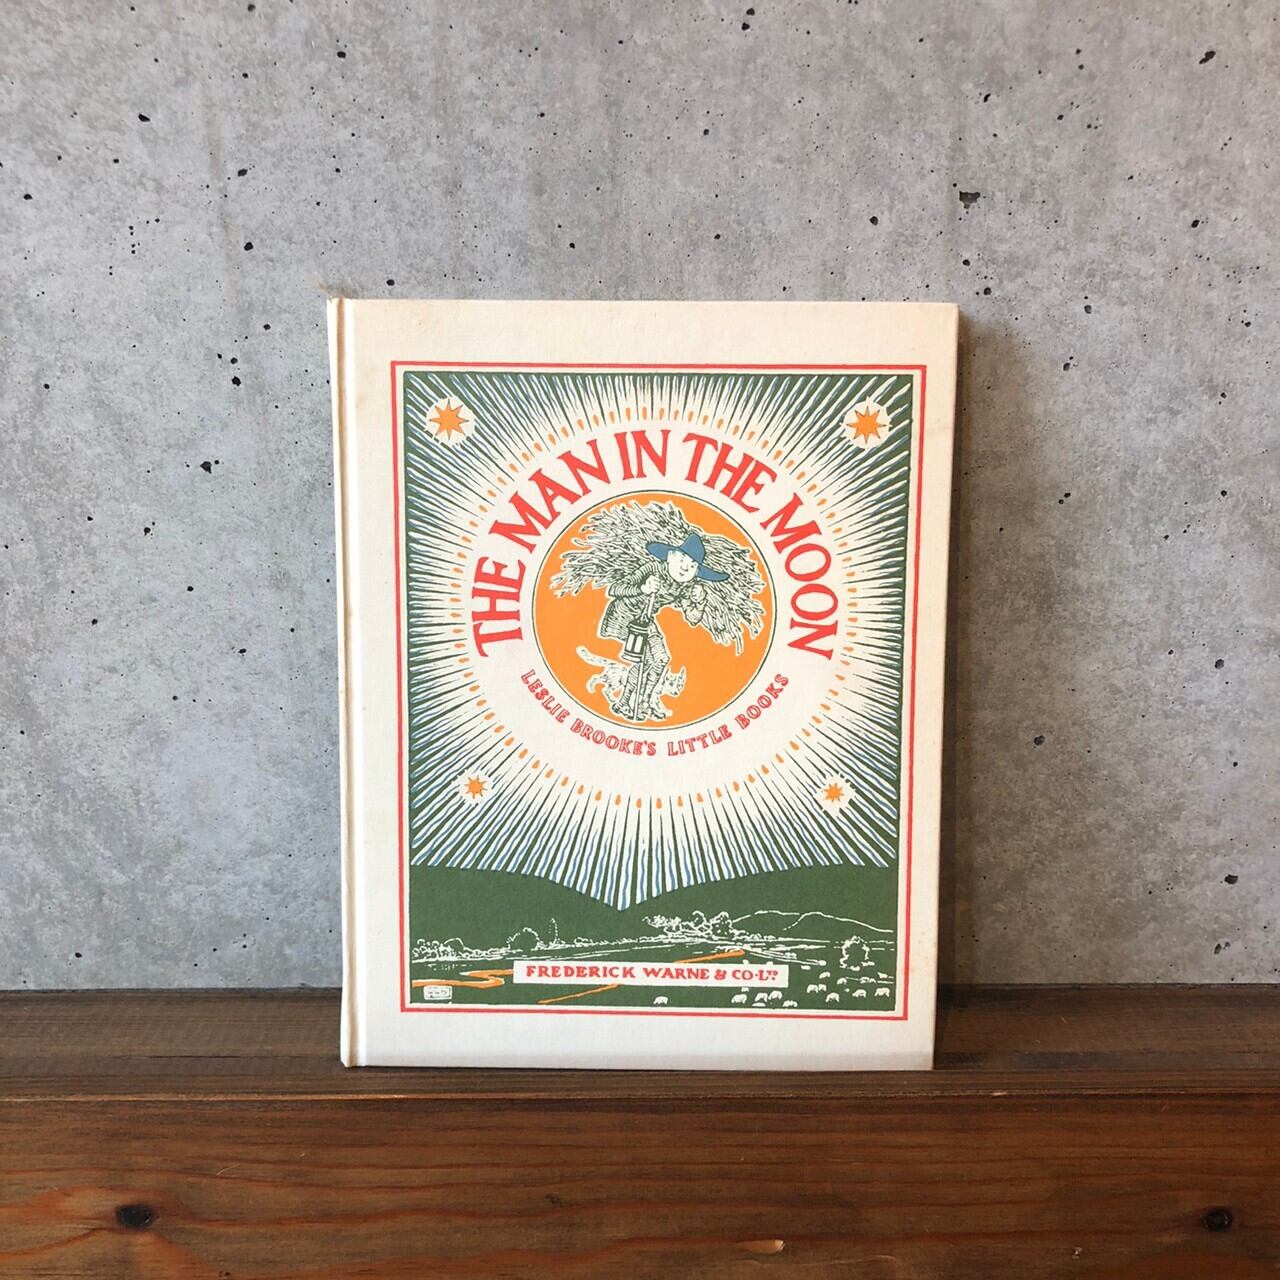 THE MAN IN THE MOON
LESLIE BROOKE'S LITTLE BOOKS
FREDERICK WARNE & CO·LTD